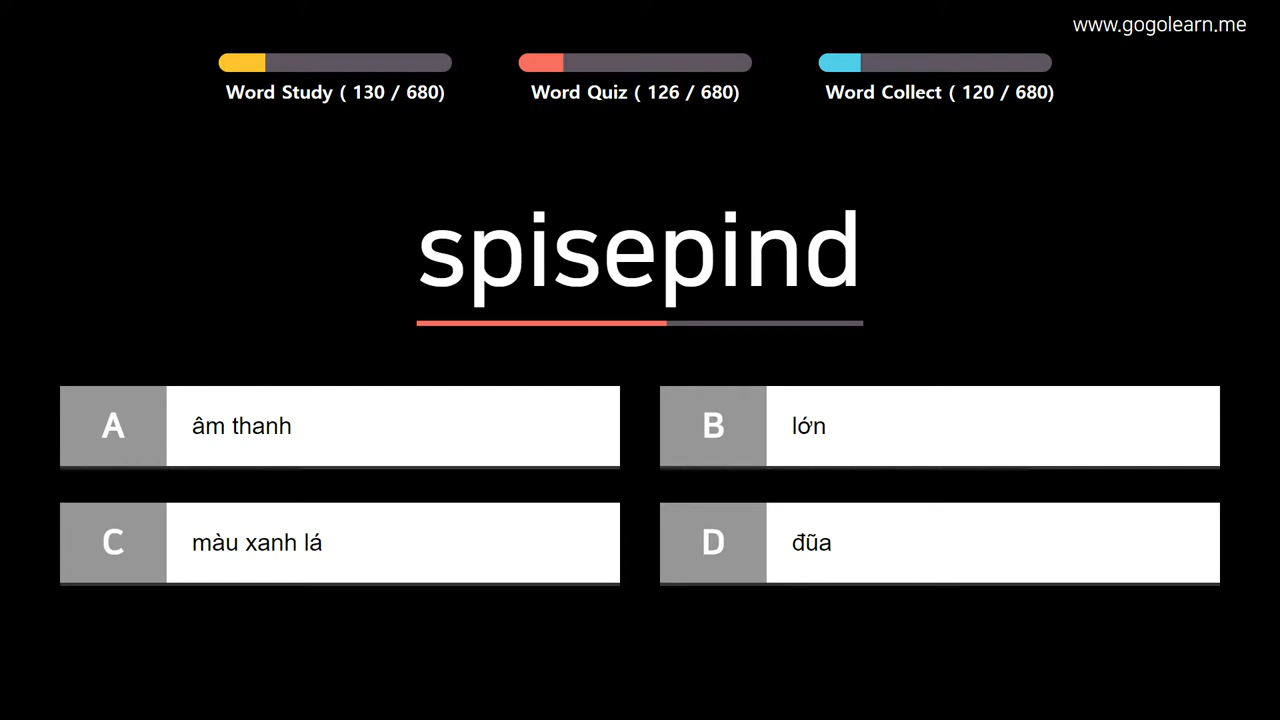 www.gogolearn.me
Word Study ( 130 / 680)
Word Quiz ( 126 / 680)
Word Collect ( 120 / 680)
spisepind
A
âm thanh
B
lớn
C
màu xanh lá
D
đũa